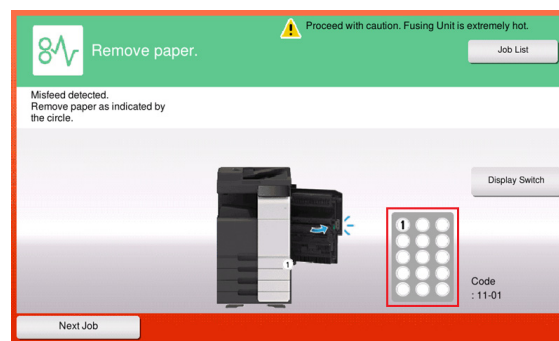 Proceed with caution. Fusing Unit is extremely hot.
Remove paper.
Job List
Misfeed detected.
Remove paper as indicated by
the circle.
Display Switch
1
1
Code
: 11-01
Next Job